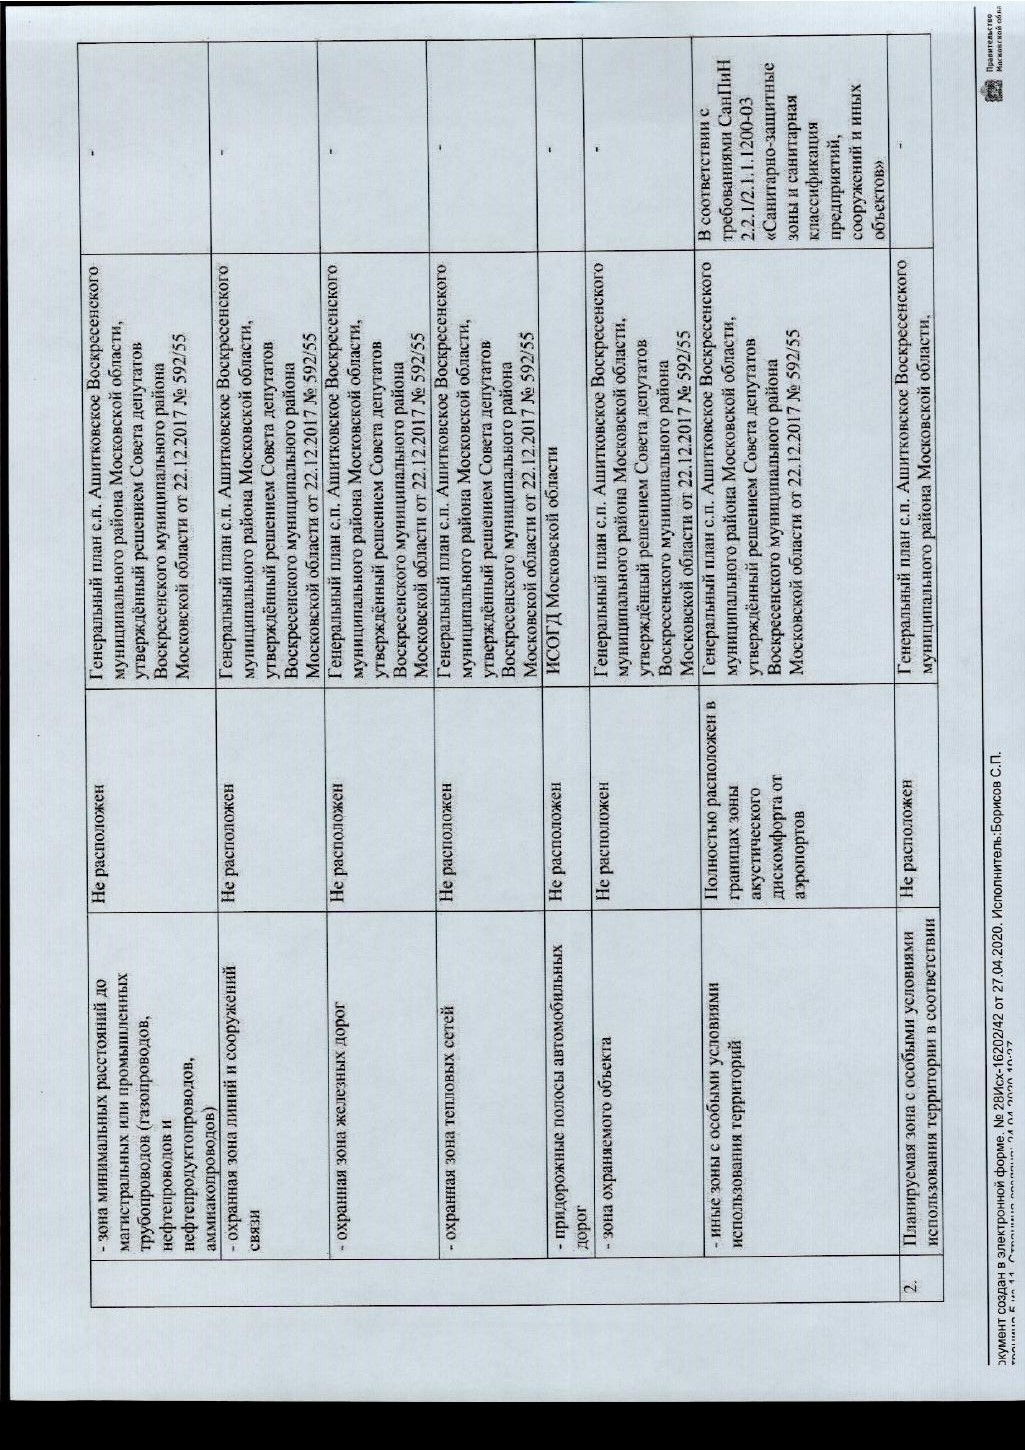 - зона минимальных расстояний до
магистральных или промышленных
трубопроводов (газопроводов,
нефтепроводов и
нефтепродуктопроводов,
аммиакопроводов)
Не расположен
Генеральный план с.п. Ашитковское Воскресенского
муниципального района Московской области,
утверждённый решением Совета депутатов
Воскресенского муниципального района
Московской области от 22.12.2017 № 592/55
-
- охранная зона линий и сооружений
связи
Не расположен
Генеральный план с.п. Ашитковское Воскресенского
муниципального района Московской области,
утверждённый решением Совета депутатов
Воскресенского муниципального района
Московской области от 22.12.2017 № 592/55
-
- охранная зона железных дорог
Не расположен
Генеральный план с.п. Ашитковское Воскресенского
муниципального района Московской области,
утверждённый решением Совета депутатов
Воскресенского муниципального района
Московской области от 22.12.2017 № 592/55
-
- охранная зона тепловых сетей
Не расположен
Генеральный план с.п. Ашитковское Воскресенского
муниципального района Московской области,
утверждённый решением Совета депутатов
Воскресенского муниципального района
Московской области от 22.12.2017 № 592/55
-
- придорожные полосы автомобильных
дорог
Не расположен
ИСОГД Московской области
-
- зона охраняемого объекта
Не расположен
Генеральный план с.п. Ашитковское Воскресенского
муниципального района Московской области,
утверждённый решением Совета депутатов
Воскресенского муниципального района
Московской области от 22.12.2017 № 592/55
-
- иные зоны с особыми условиями
использования территорий
Полностью расположен в
границах зоны
акустического
дискомфорта от
аэропортов
Генеральный план с.п. Ашитковское Воскресенского
муниципального района Московской области,
утверждённый решением Совета депутатов
Воскресенского муниципального района
Московской области от 22.12.2017 № 592/55
В соответствии с
требованиями СанПиН
2.2.1/2.1.1.1200-03
«Санитарно-защитные
зоны и санитарная
классификация
предприятий,
сооружений и иных
объектов»
2.
Планируемая зона с особыми условиями
использования территории в соответствии
Не расположен
Генеральный план с.п. Ашитковское Воскресенского
муниципального района Московской области,
-
окумент создан в электронной форме. № 28Исх-16202/42 от 27.04.2020. Исполнитель:Борисов С.П.
Правительство
Московской обла